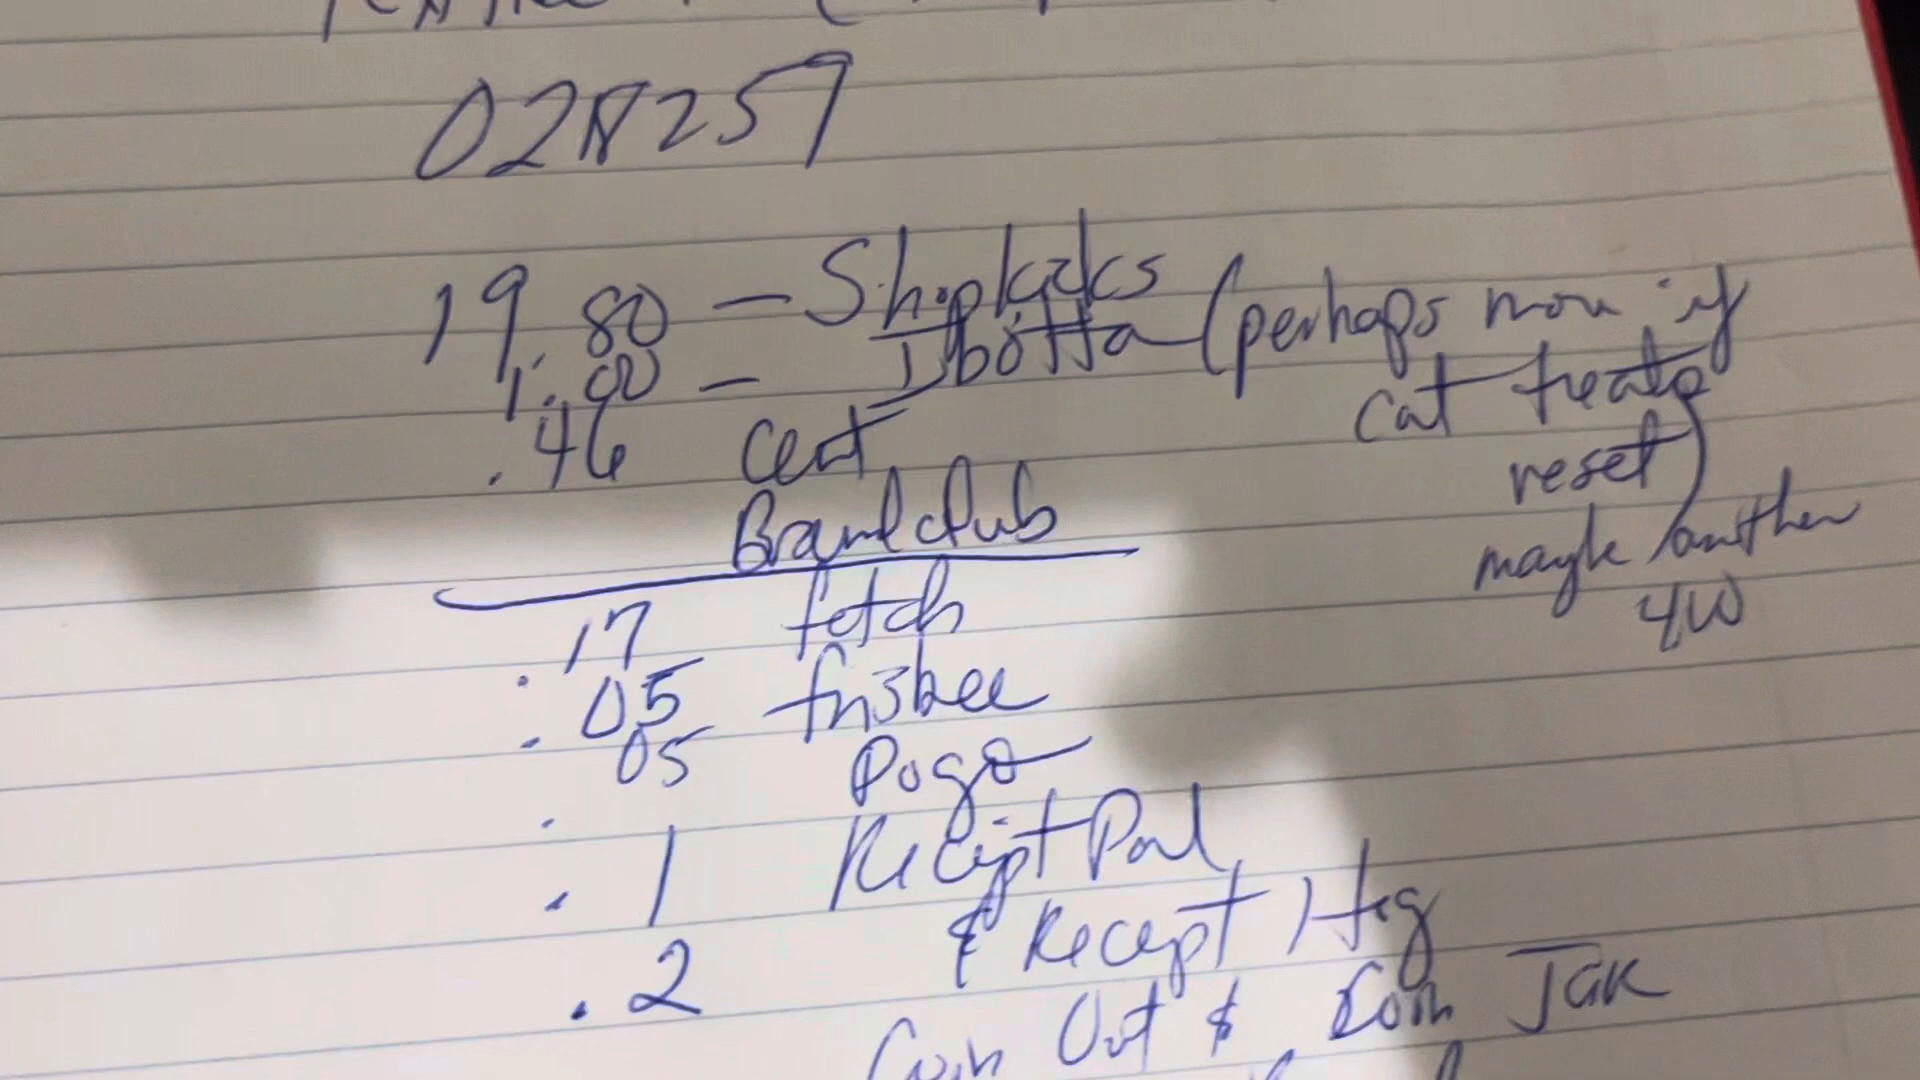 028257
19.80 — Shopkicks
1.00 — Ibotta (perhaps more if
cat treats
reset)
maybe another
4W
.46 Cent
Brandclub
.17 fetch
.05 frisbee
.05 Pogo
.1 Receipt Pal
& Receipt Hog
.2 Coin Out & Coin